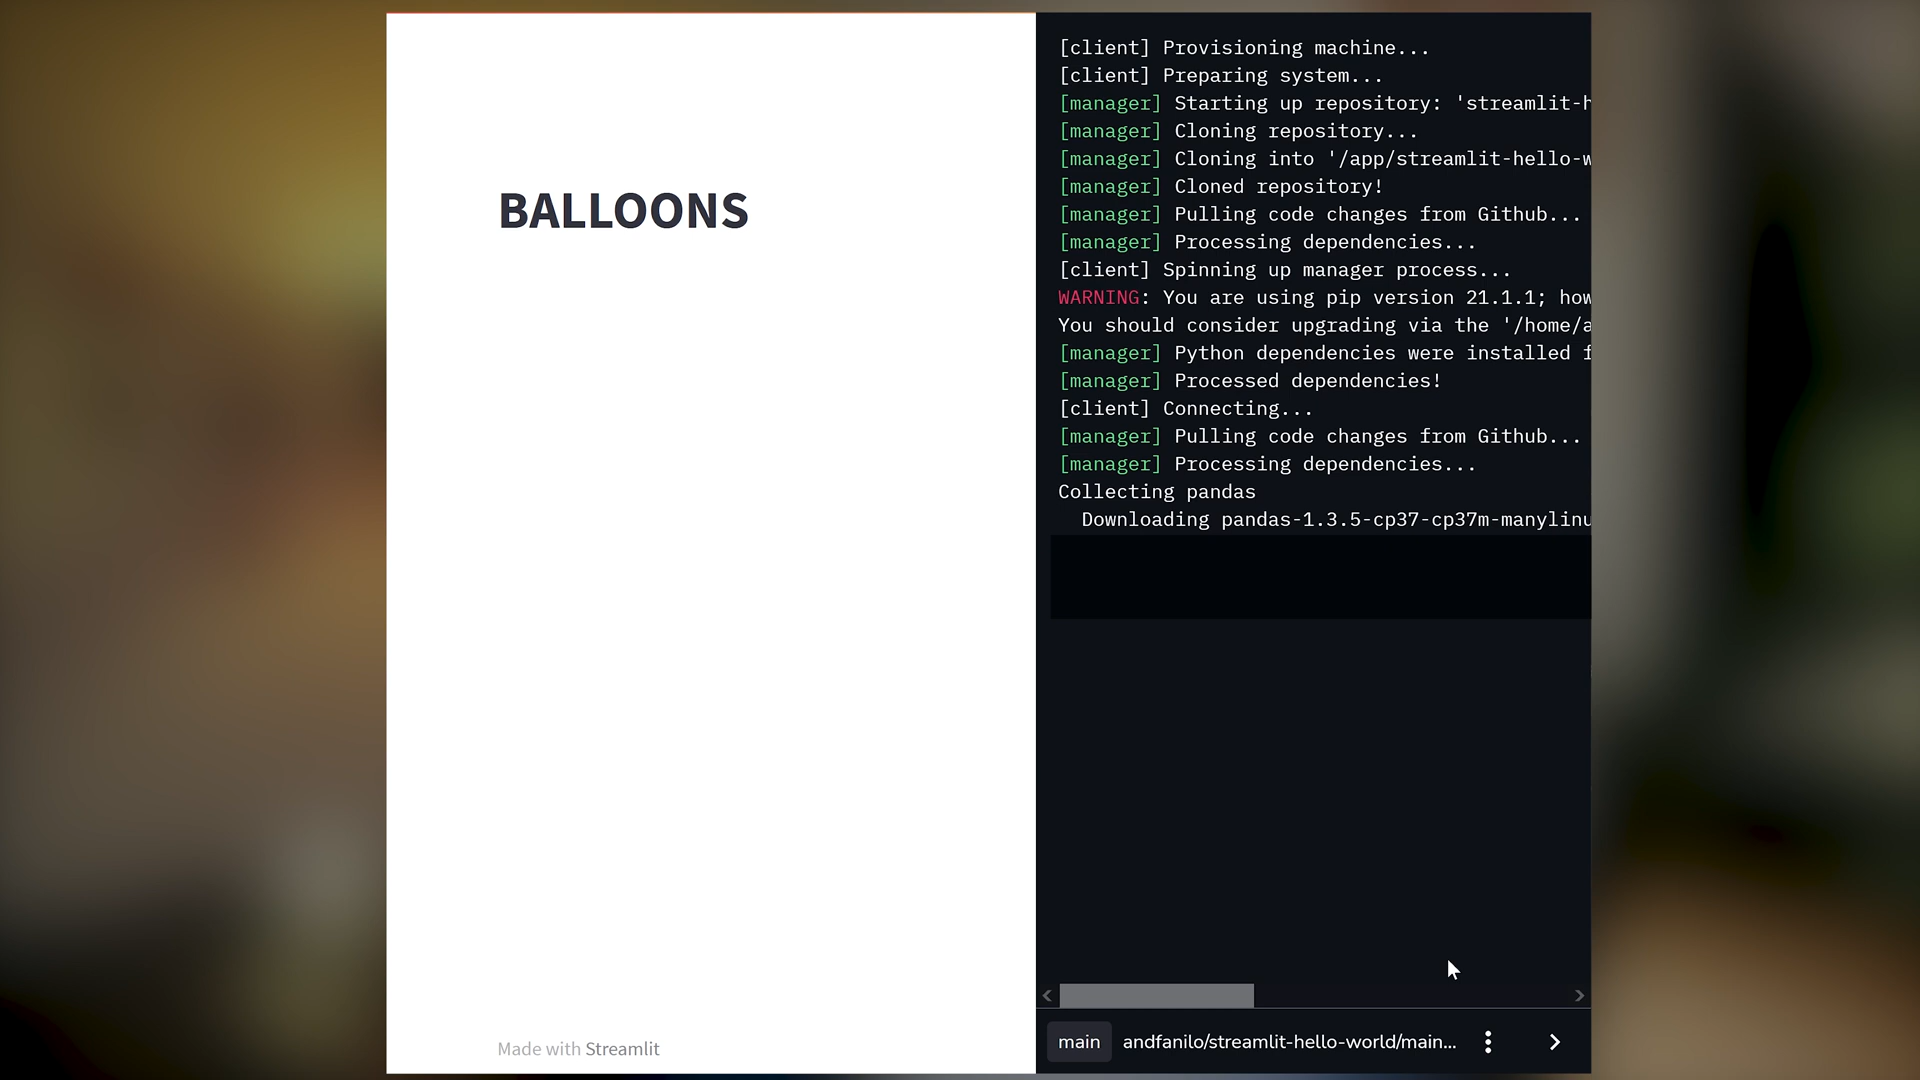 BALLOONS
Made with Streamlit
[client] Provisioning machine...
[client] Preparing system...
[manager] Starting up repository: 'streamlit-h
[manager] Cloning repository...
[manager] Cloning into '/app/streamlit-hello-w
[manager] Cloned repository!
[manager] Pulling code changes from Github...
[manager] Processing dependencies...
[client] Spinning up manager process...
WARNING: You are using pip version 21.1.1; how
You should consider upgrading via the '/home/a
[manager] Python dependencies were installed f
[manager] Processed dependencies!
[client] Connecting...
[manager] Pulling code changes from Github...
[manager] Processing dependencies...
Collecting pandas
Downloading pandas-1.3.5-cp37-cp37m-manylinu
main andfanilo/streamlit-hello-world/main...